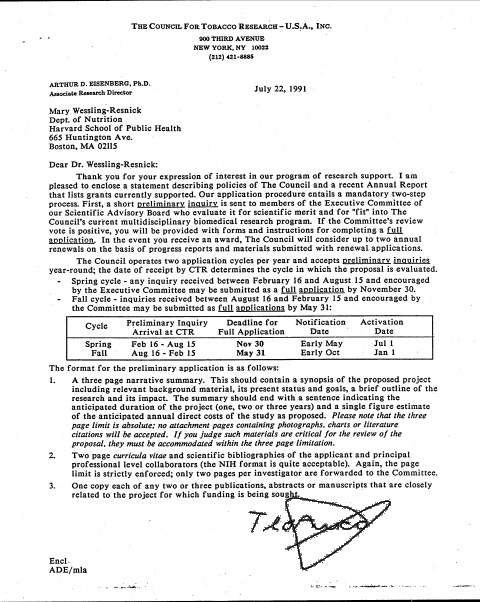 THE COUNCIL FOR TOBACCO RESEARCH – U.S.A., INC.
900 THIRD AVENUE
NEW YORK, NY 10022
(212) 421-8885
ARTHUR D. EISENBERG, Ph.D.
Associate Research Director
July 22, 1991
Mary Wessling-Resnick
Dept. of Nutrition
Harvard School of Public Health
665 Huntington Ave.
Boston, MA 02115
Dear Dr. Wessling-Resnick:
Thank you for your expression of interest in our program of research support. I am
pleased to enclose a statement describing policies of The Council and a recent Annual Report
that lists grants currently supported. Our application procedure entails a mandatory two-step
process. First, a short preliminary inquiry is sent to members of the Executive Committee of
our Scientific Advisory Board who evaluate it for scientific merit and for "fit" into The
Council's current multidisciplinary biomedical research program. If the Committee's review
vote is positive, you will be provided with forms and instructions for completing a full
application. In the event you receive an award, The Council will consider up to two annual
renewals on the basis of progress reports and materials submitted with renewal applications.
The Council operates two application cycles per year and accepts preliminary inquiries
year-round; the date of receipt by CTR determines the cycle in which the proposal is evaluated.
- Spring cycle - any inquiry received between February 16 and August 15 and encouraged
by the Executive Committee may be submitted as a full application by November 30.
- Fall cycle - inquiries received between August 16 and February 15 and encouraged by
the Committee may be submitted as full applications by May 31:
Cycle Preliminary Inquiry Arrival at CTR Deadline for Full Application Notification Date Activation Date
Spring Feb 16 - Aug 15 Nov 30 Early May Jul 1
Fall Aug 16 - Feb 15 May 31 Early Oct Jan 1
The format for the preliminary application is as follows:
1. A three page narrative summary. This should contain a synopsis of the proposed project
including relevant background material, its present status and goals, a brief outline of the
research and its impact. The summary should end with a sentence indicating the
anticipated duration of the project (one, two or three years) and a single figure estimate
of the anticipated annual direct costs of the study as proposed. Please note that the three
page limit is absolute; no attachment pages containing photographs, charts or literature
citations will be accepted. If you judge such materials are critical for the review of the
proposal, they must be accommodated within the three page limitation.
2. Two page curricula vitae and scientific bibliographies of the applicant and principal
professional level collaborators (the NIH format is quite acceptable). Again, the page
limit is strictly enforced; only two pages per investigator are forwarded to the Committee.
3. One copy each of any two or three publications, abstracts or manuscripts that are closely
related to the project for which funding is being sought.
Encl
ADE/mla